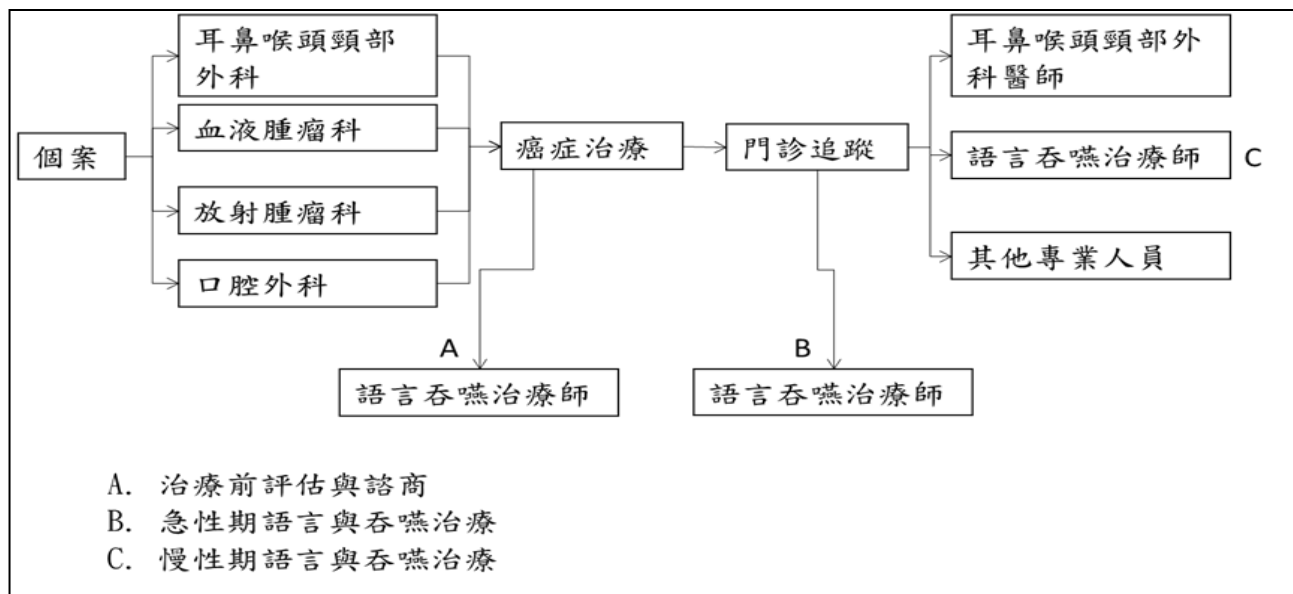 個案
耳鼻喉頭頸部
外科
血液腫瘤科
放射腫瘤科
口腔外科
癌症治療
門診追蹤
耳鼻喉頭頸部外
科醫師
語言吞嚥治療師
C
其他專業人員
A
語言吞嚥治療師
B
語言吞嚥治療師
A. 治療前評估與諮商
B. 急性期語言與吞嚥治療
C. 慢性期語言與吞嚥治療